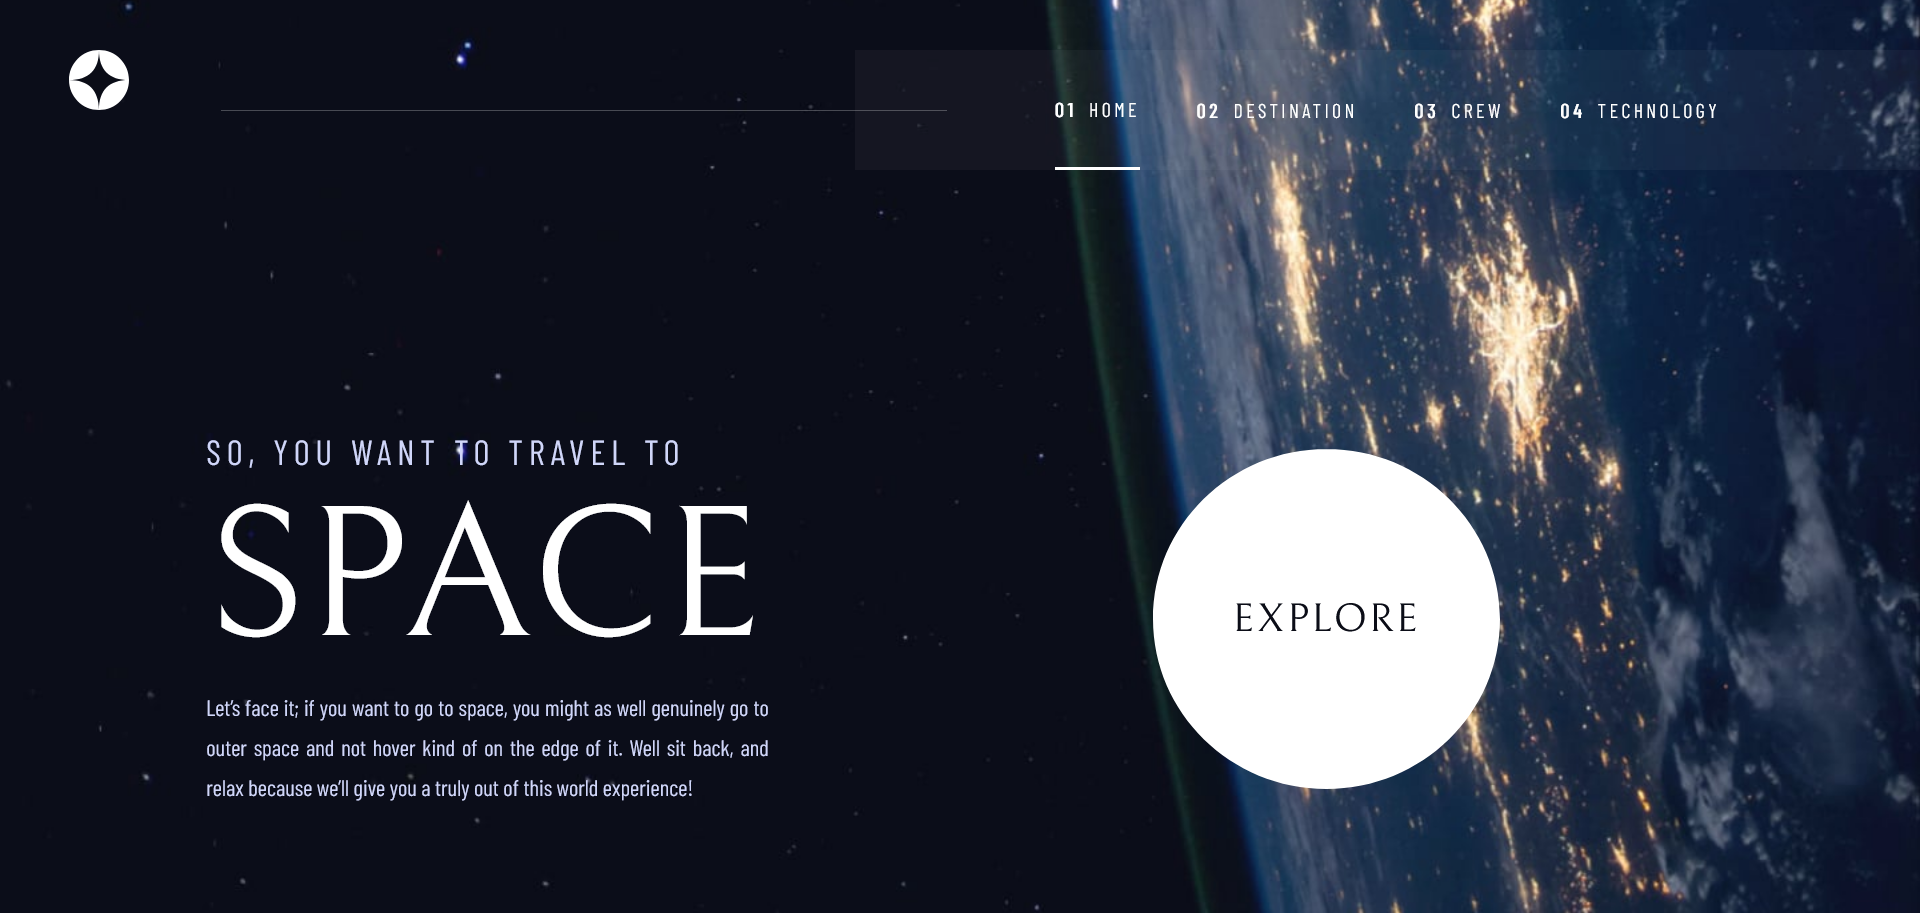 01 HOME 02 DESTINATION 03 CREW 04 TECHNOLOGY
SO, YOU WANT TO TRAVEL TO
SPACE
Let’s face it; if you want to go to space, you might as well genuinely go to
outer space and not hover kind of on the edge of it. Well sit back, and
relax because we’ll give you a truly out of this world experience!
EXPLORE